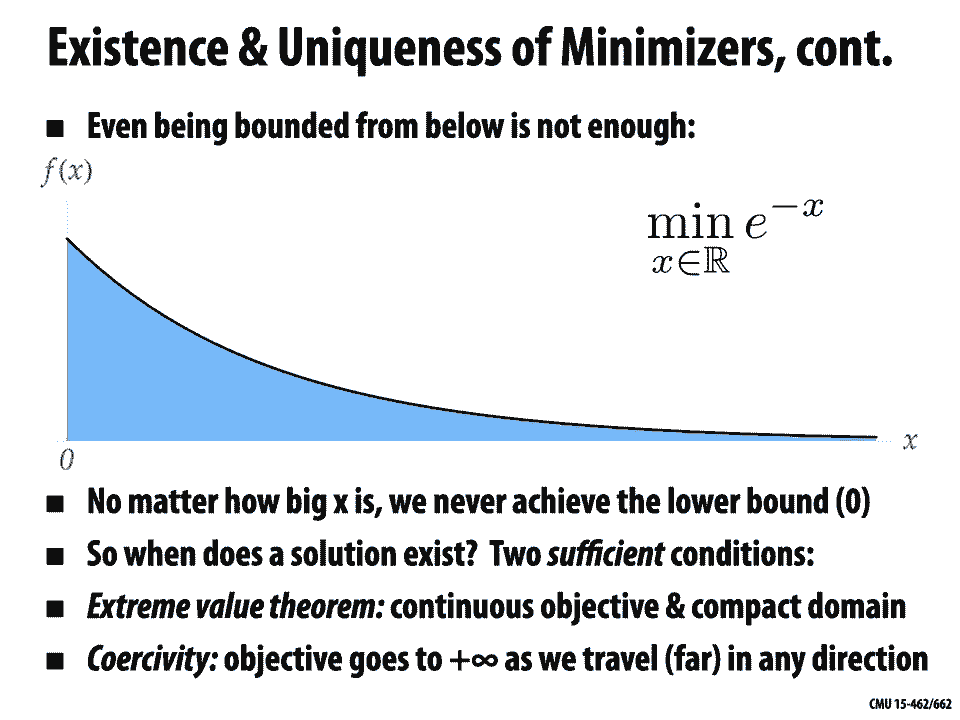 Existence & Uniqueness of Minimizers, cont.
■ Even being bounded from below is not enough:
f(x)
min e^{-x}
x∈ℝ
x
0
■ No matter how big x is, we never achieve the lower bound (0)
■ So when does a solution exist? Two sufficient conditions:
■ Extreme value theorem: continuous objective & compact domain
■ Coercivity: objective goes to +∞ as we travel (far) in any direction
CMU 15-462/662